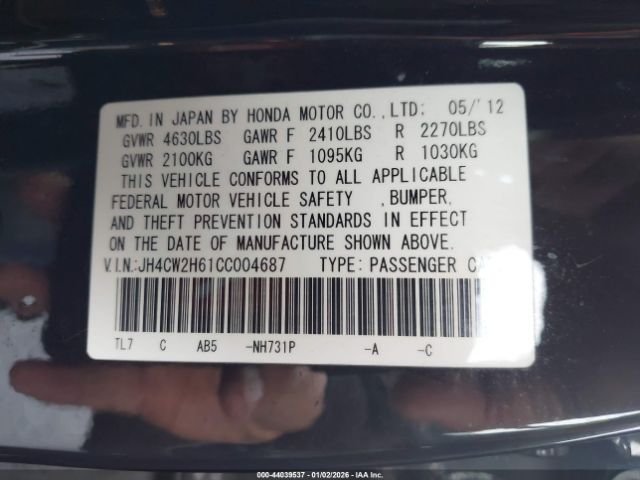 MFD. IN JAPAN BY HONDA MOTOR CO., LTD: 05/'12
GVWR 4630LBS GAWR F 2410LBS R 2270LBS
GVWR 2100KG GAWR F 1095KG R 1030KG
THIS VEHICLE CONFORMS TO ALL APPLICABLE
FEDERAL MOTOR VEHICLE SAFETY ,BUMPER,
AND THEFT PREVENTION STANDARDS IN EFFECT
ON THE DATE OF MANUFACTURE SHOWN ABOVE.
V.I.N.:JH4CW2H61CC004687 TYPE: PASSENGER CAR
TL7 C AB5 -NH731P -A -C
000-44039537 - 01/02/2026 - IAA Corp.